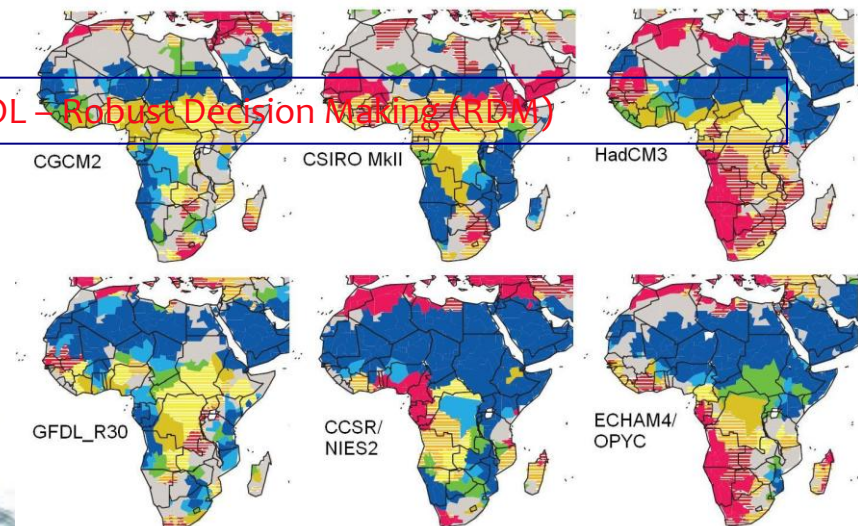 DL – Robust Decision Making (RDM)
CGCM2
CSIRO MkII
HadCM3
GFDL_R30
CCSR/
NIES2
ECHAM4/
OPYC